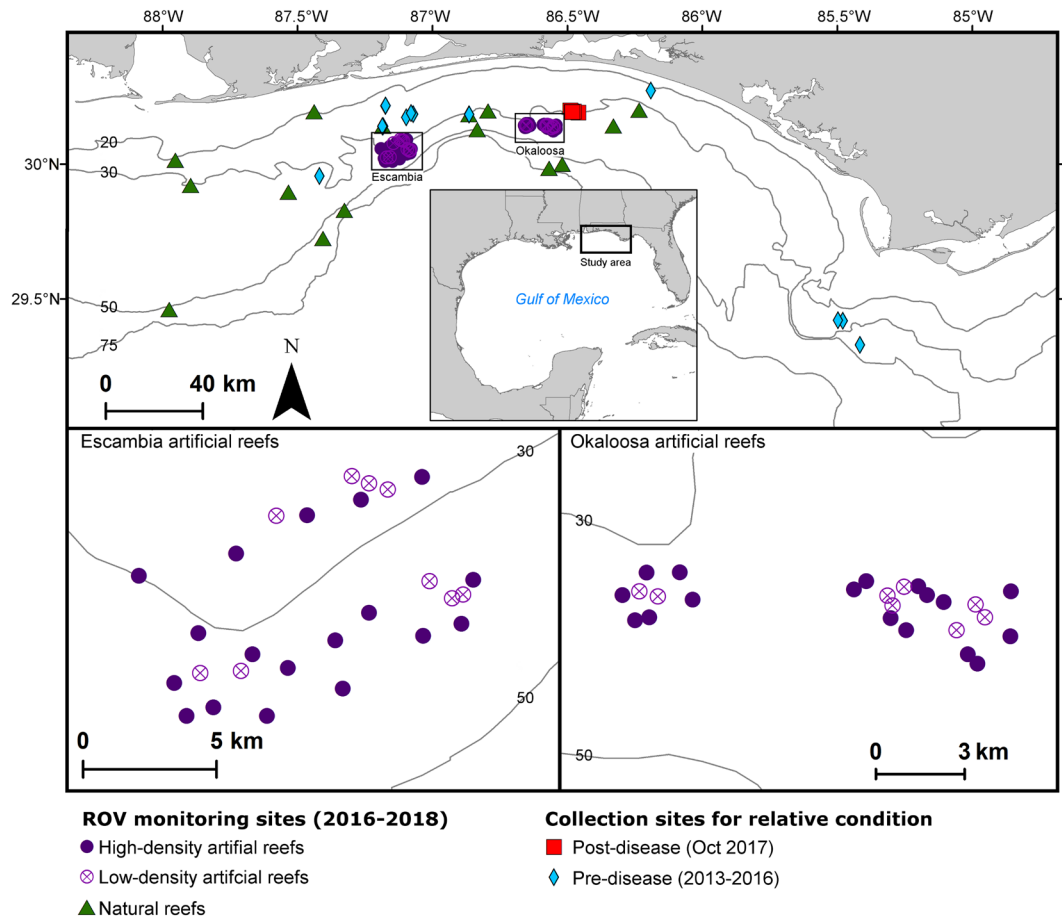 88°W 87.5°W 87°W 86.5°W 86°W 85.5°W 85°W
20
30°N
30
Okaloosa
Escambia
Study area
29.5°N
Gulf of Mexico
50
75
N
0 40 km
Escambia artificial reefs
30
50
0 5 km
Okaloosa artificial reefs
30
50
0 3 km
ROV monitoring sites (2016-2018)
High-density artifial reefs
Low-density artifcial reefs
Natural reefs
Collection sites for relative condition
Post-disease (Oct 2017)
Pre-disease (2013-2016)